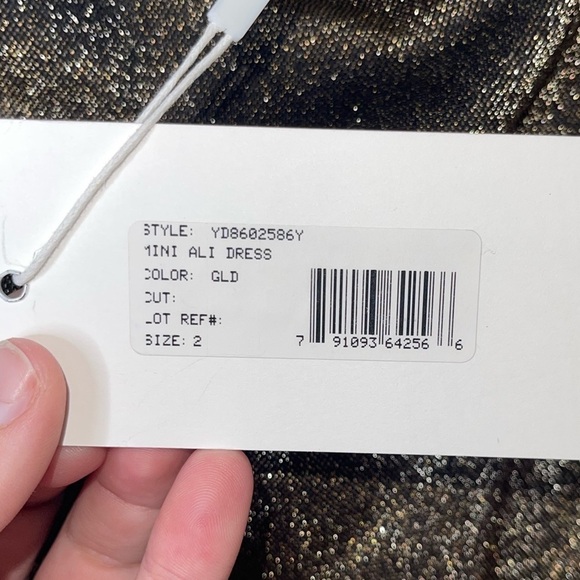 STYLE: YD8602586Y
MINI ALI DRESS
COLOR: GLD
CUT:
LOT REF#:
SIZE: 2
7 91093 64256 6